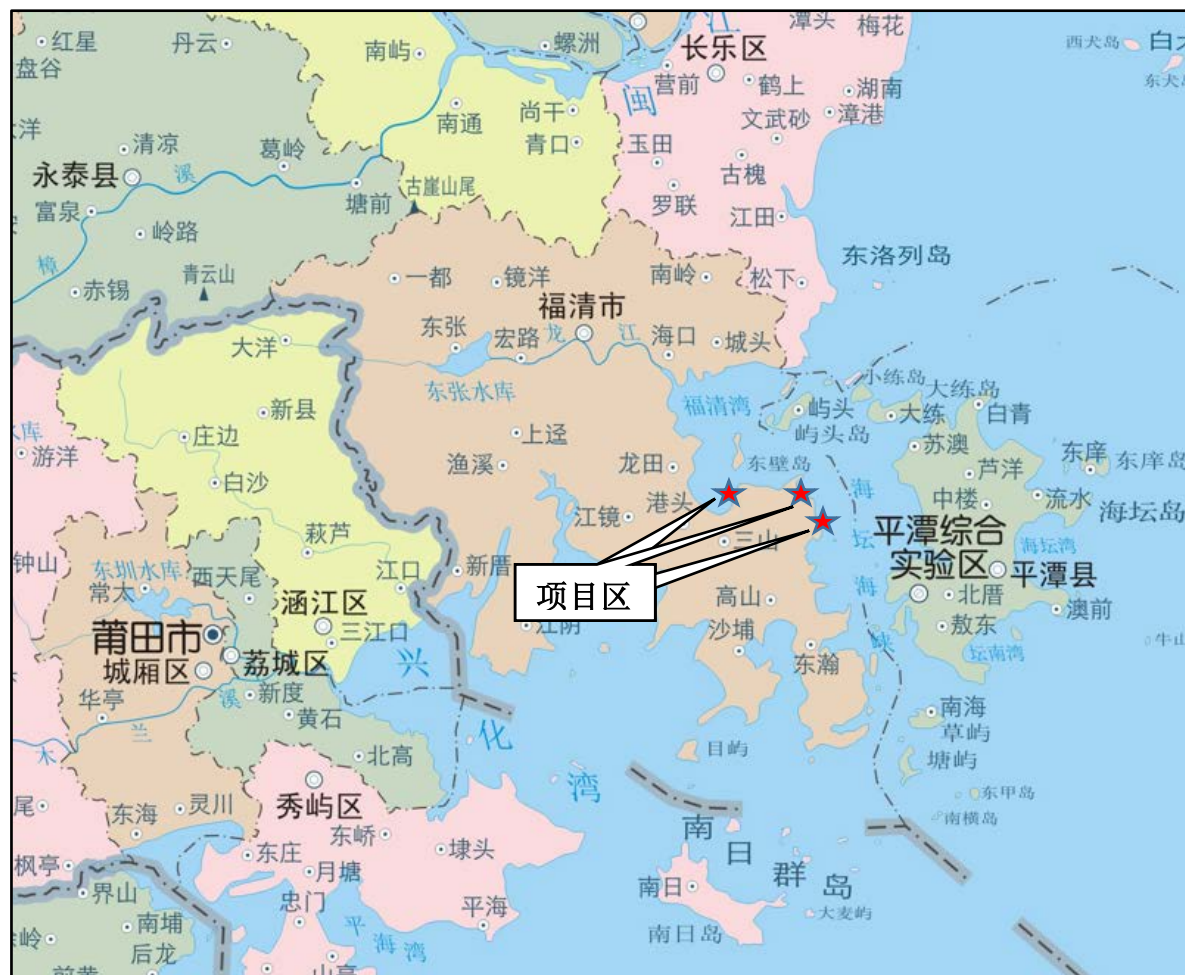 红星
丹云
盘谷
南屿
螺洲
江
潭头
梅花
长乐区
营前
鹤上
湖南
漳港
闽
文武砂
西犬岛
东犬岛
南通
尚干
青口
玉田
古槐
罗联
江田
清凉
葛岭
永泰县
溪
塘前
古崖山尾
富泉
岭路
樟
青云山
赤锡
一都
镜洋
南岭
松下
东洛列岛
福清市
东张
宏路
龙
江
海口
城头
大洋
东张水库
福清湾
小练岛
大练岛
屿头
大练
白青
屿头岛
新县
庄边
上迳
渔溪
龙田
东壁岛
苏澳
芦洋
东庠
东庠岛
游洋
白沙
港头
江镜
三山
海
坛
海
峡
中楼
流水
海坛岛
平潭综合
实验区
海坛湾
平潭县
萩芦
新厝
项目区
江阴
高山
沙埔
东瀚
北厝
敖东
澳前
坛南湾
钟山
东圳水库
常太
西天尾
江口
涵江区
三江口
莆田市
城厢区
荔城区
新度
黄石
华亭
溪
兰
木
北高
兴
化
湾
目屿
南海
草屿
塘屿
东甲岛
南横岛
秀屿区
东海
灵川
东峤
埭头
东庄
月塘
忠门
平海
平
海
湾
南
日
群
岛
南日
南日岛
大麦屿
枫亭
界山
南埔
后龙